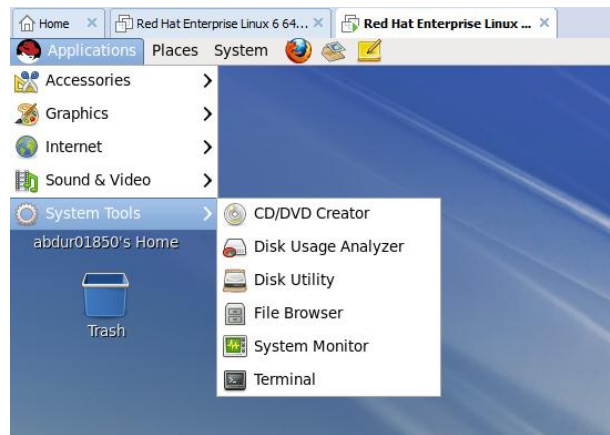 Home Red Hat Enterprise Linux 6 64... Red Hat Enterprise Linux ...
Applications Places System
Accessories
Graphics
Internet
Sound & Video
System Tools
CD/DVD Creator
abdur01850's Home
Disk Usage Analyzer
Disk Utility
File Browser
Trash
System Monitor
Terminal